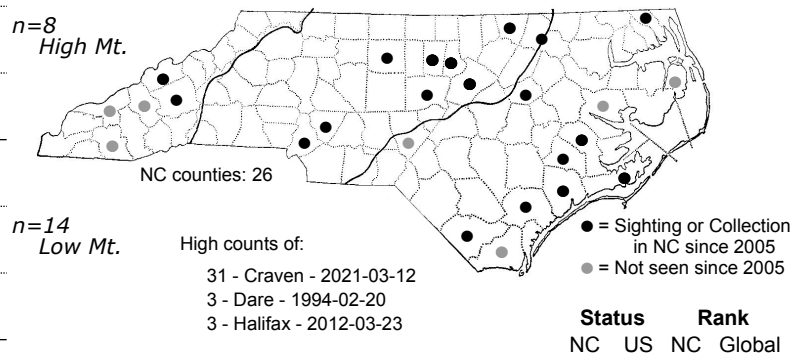 n=8
High Mt.
NC counties: 26
n=14
Low Mt.
High counts of:
31 - Craven - 2021-03-12
3 - Dare - 1994-02-20
3 - Halifax - 2012-03-23
● = Sighting or Collection
in NC since 2005
● = Not seen since 2005
Status Rank
NC US NC Global